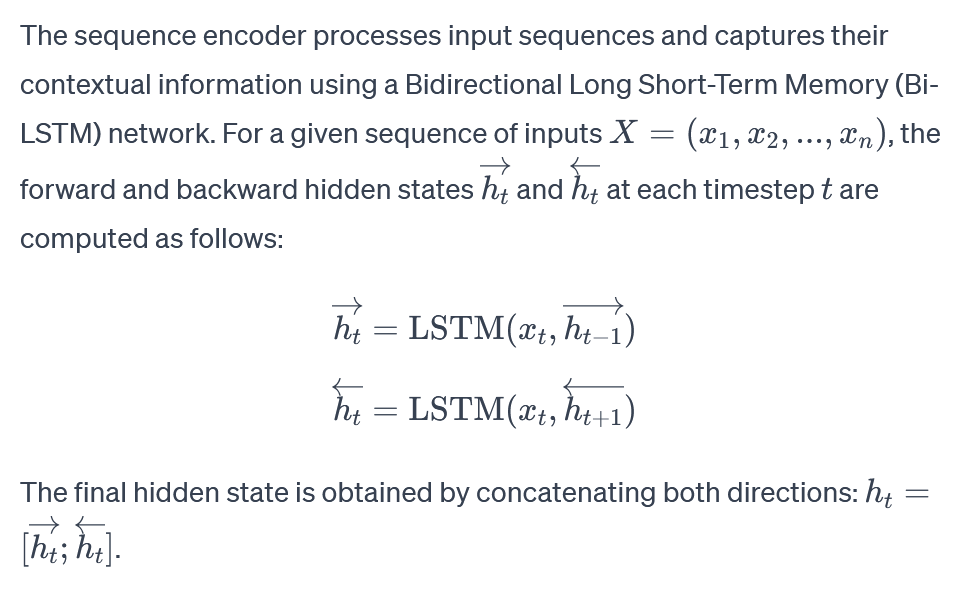 The sequence encoder processes input sequences and captures their
contextual information using a Bidirectional Long Short-Term Memory (Bi-
LSTM) network. For a given sequence of inputs $X = (x_1, x_2, ..., x_n)$, the
forward and backward hidden states $\overrightarrow{h_t}$ and $\overleftarrow{h_t}$ at each timestep $t$ are
computed as follows:
$\overrightarrow{h_t} = \text{LSTM}(x_t, \overrightarrow{h_{t-1}})$
$\overleftarrow{h_t} = \text{LSTM}(x_t, \overleftarrow{h_{t+1}})$
The final hidden state is obtained by concatenating both directions: $h_t =$
$[\overrightarrow{h_t}; \overleftarrow{h_t}]$.